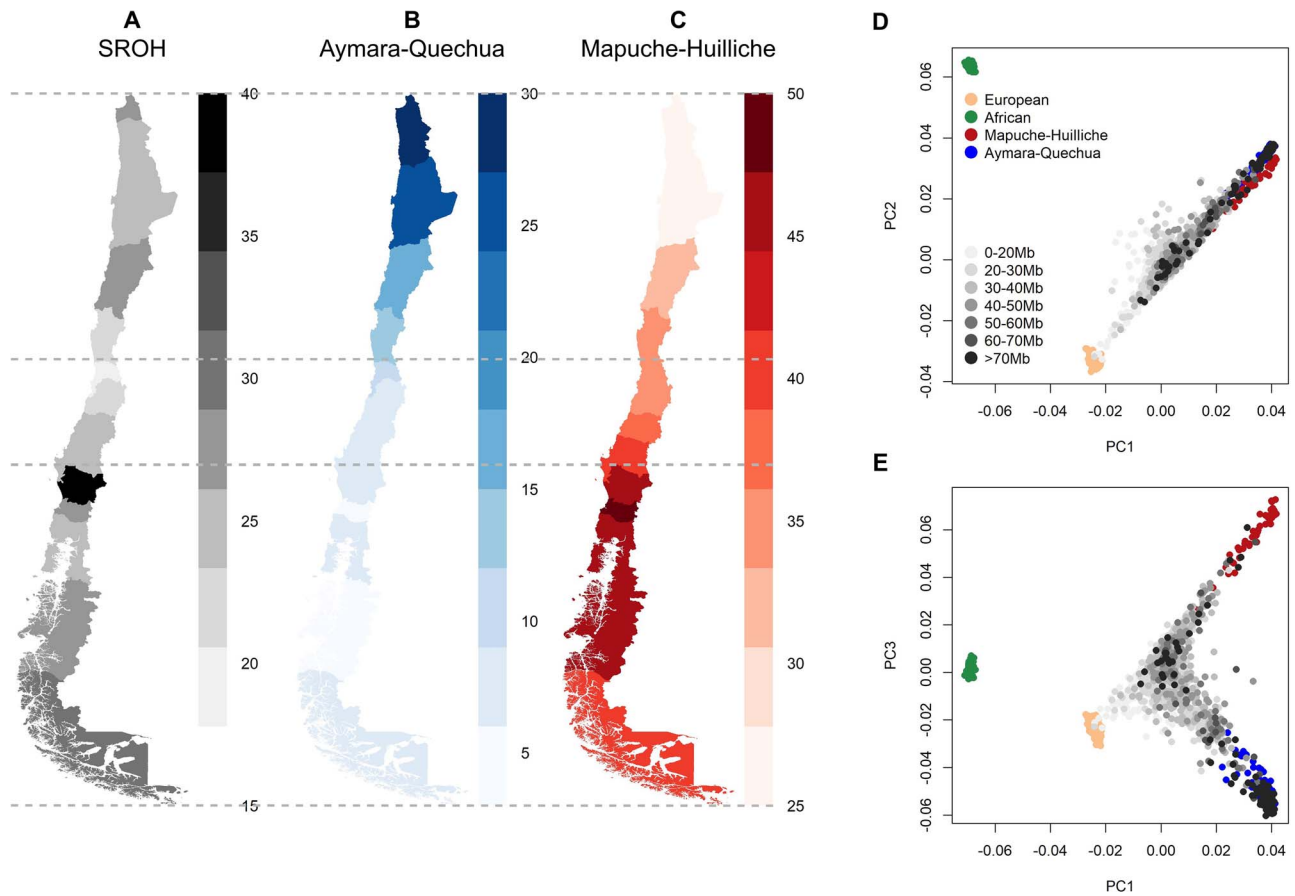 A
SROH
B
Aymara-Quechua
C
Mapuche-Huilliche
40
35
30
25
20
15
30
25
20
15
10
5
50
45
40
35
30
25
D
PC2
0.06
0.04
0.02
0.00
-0.02
-0.04
European
African
Mapuche-Huilliche
Aymara-Quechua
0-20Mb
20-30Mb
30-40Mb
40-50Mb
50-60Mb
60-70Mb
>70Mb
-0.06
-0.04
-0.02
0.00
0.02
0.04
PC1
E
PC3
0.06
0.04
0.02
0.00
-0.02
-0.04
-0.06
-0.06
-0.04
-0.02
0.00
0.02
0.04
PC1